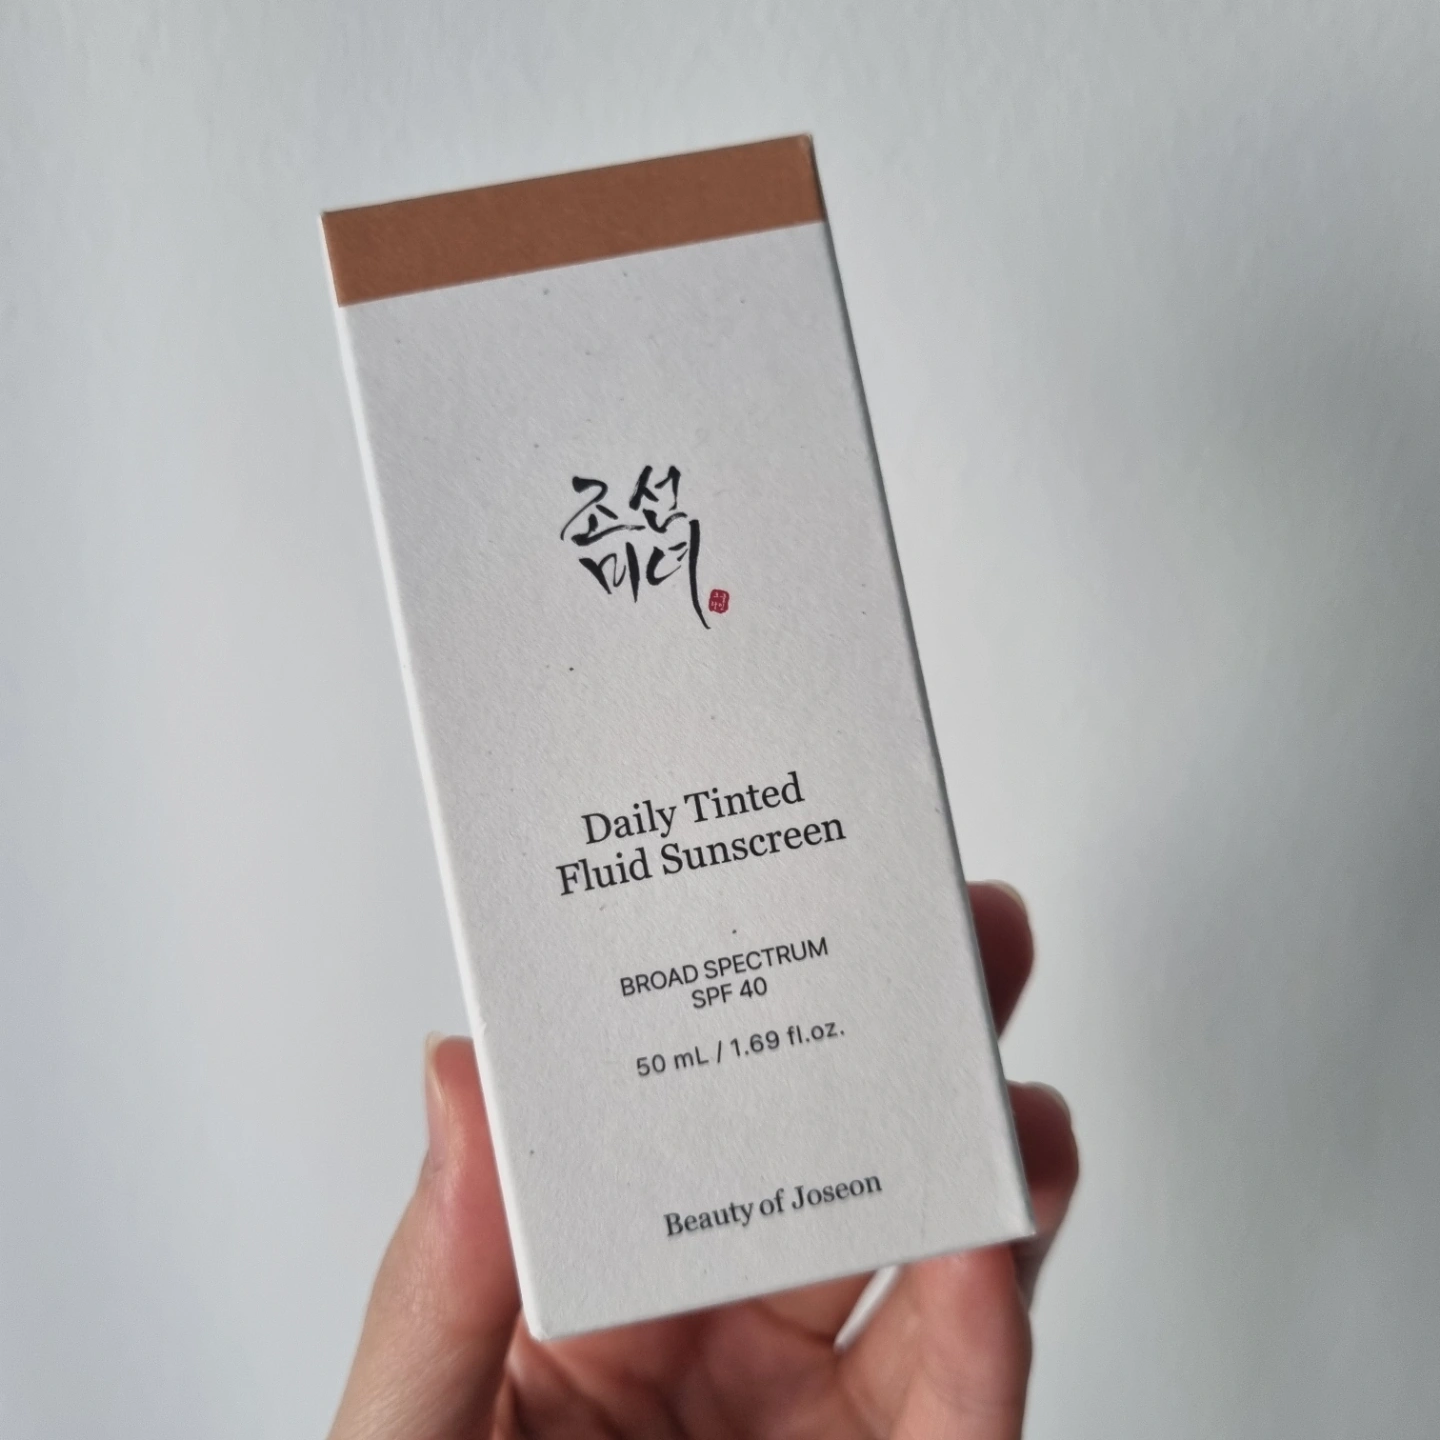 조선
미녀
Daily Tinted
Fluid Sunscreen
BROAD SPECTRUM
SPF 40
50 mL / 1.69 fl.oz.
Beauty of Joseon